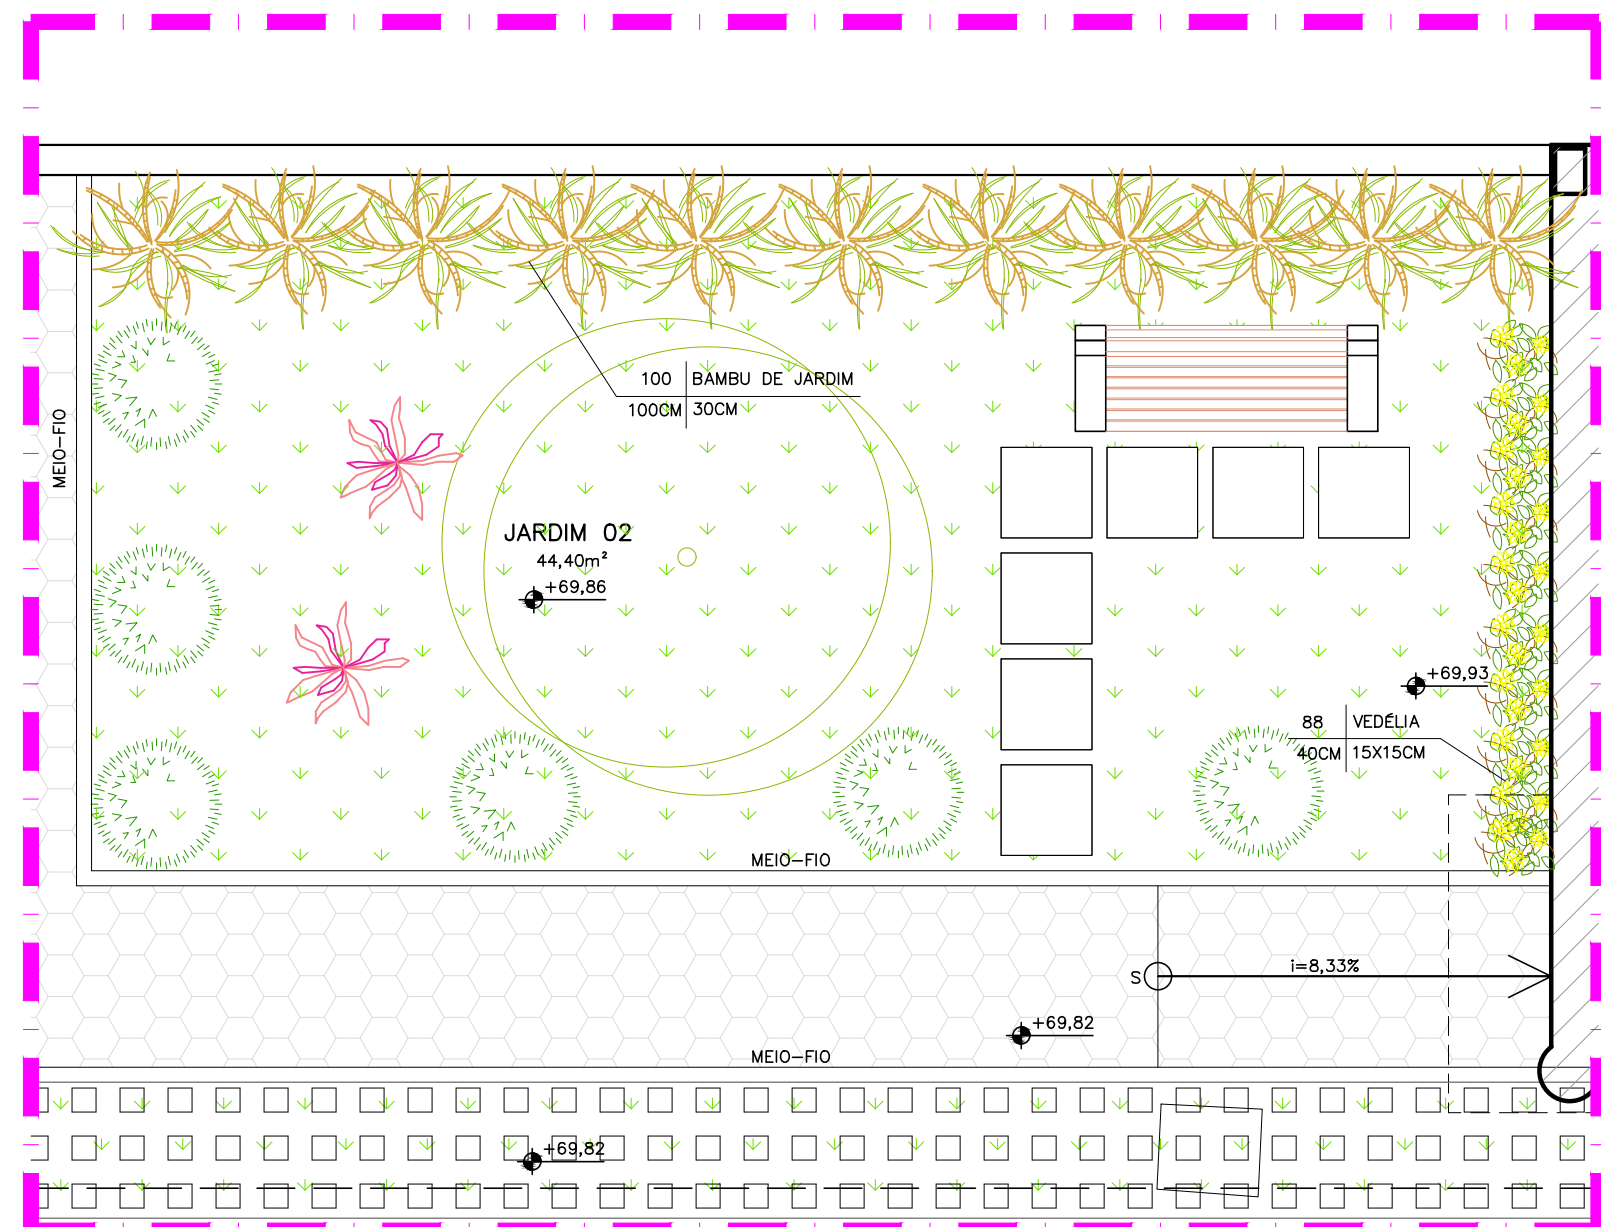 100 BAMBU DE JARDIM
100CM 30CM
MEIO-FIO
JARDIM 02
44,40m²
+69,86
+69,93
88 VEDÉLIA
40CM 15X15CM
MEIO-FIO
i=8,33%
S
+69,82
MEIO-FIO
+69,82